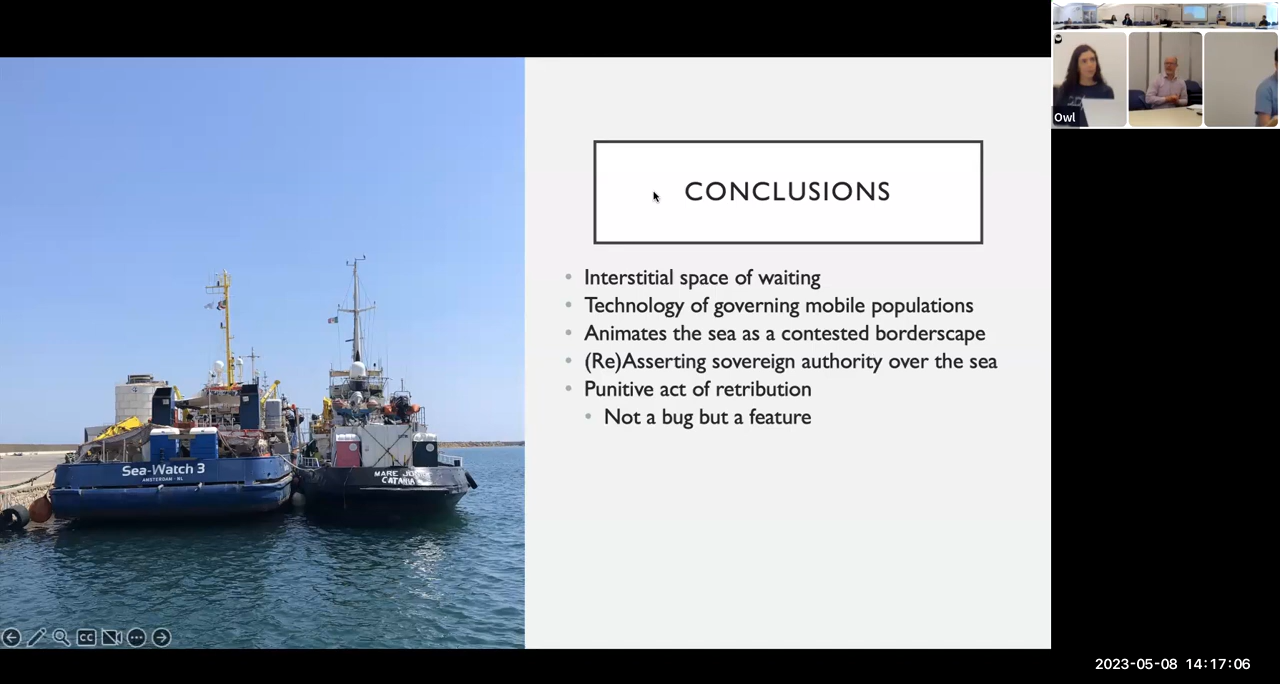 CONCLUSIONS
Interstitial space of waiting
Technology of governing mobile populations
Animates the sea as a contested borderscape
(Re)Asserting sovereign authority over the sea
Punitive act of retribution
Not a bug but a feature
Sea-Watch 3
AMSTERDAM - NL
MARE
CATANIA
CC
Owl
2023-05-08 14:17:06